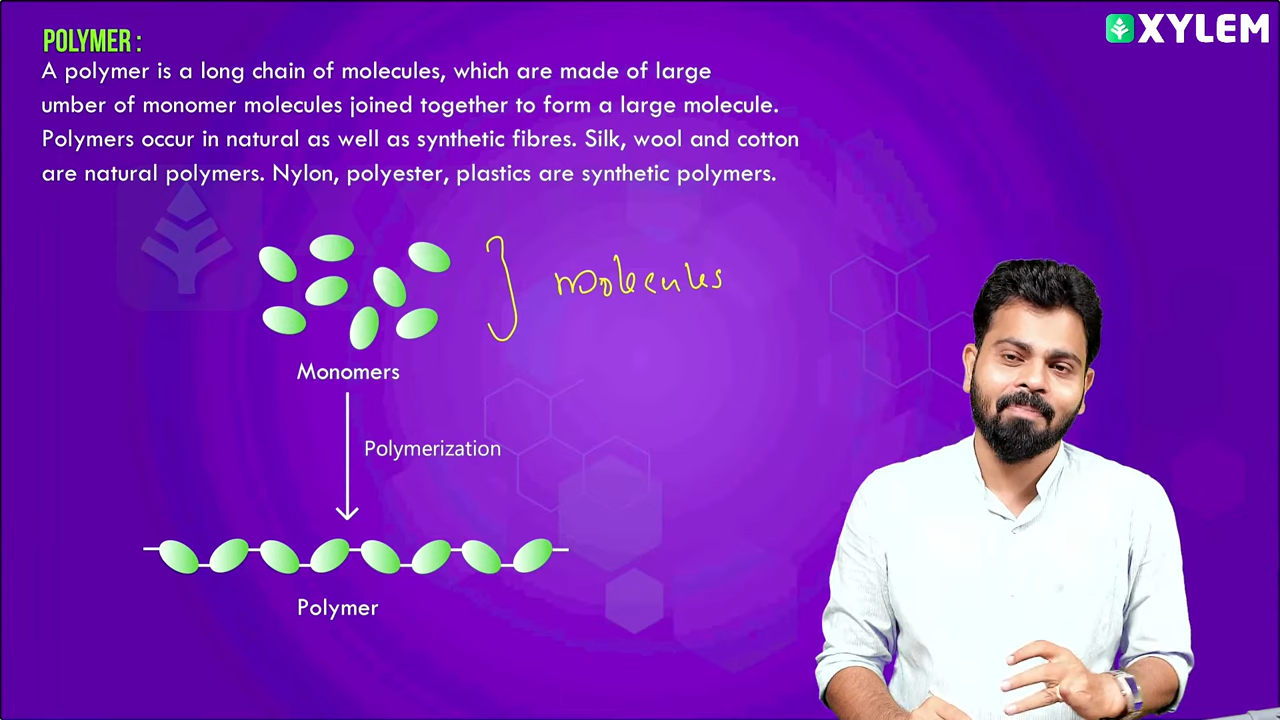 POLYMER :
XYLEM
A polymer is a long chain of molecules, which are made of large
umber of monomer molecules joined together to form a large molecule.
Polymers occur in natural as well as synthetic fibres. Silk, wool and cotton
are natural polymers. Nylon, polyester, plastics are synthetic polymers.
molecules
Monomers
Polymerization
Polymer